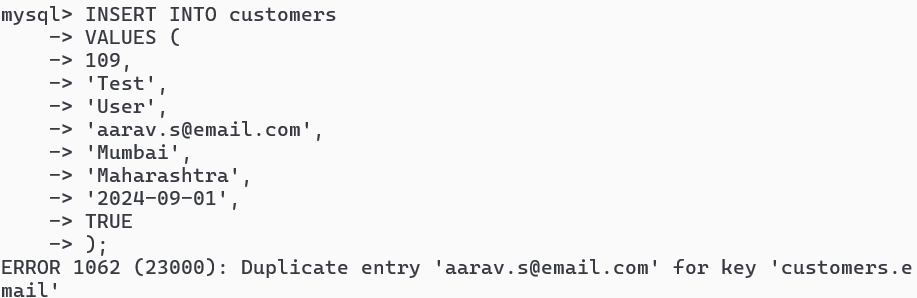 mysql> INSERT INTO customers
    -> VALUES (
    -> 109,
    -> 'Test',
    -> 'User',
    -> 'aarav.s@email.com',
    -> 'Mumbai',
    -> 'Maharashtra',
    -> '2024-09-01',
    -> TRUE
    -> );
ERROR 1062 (23000): Duplicate entry 'aarav.s@email.com' for key 'customers.e
mail'